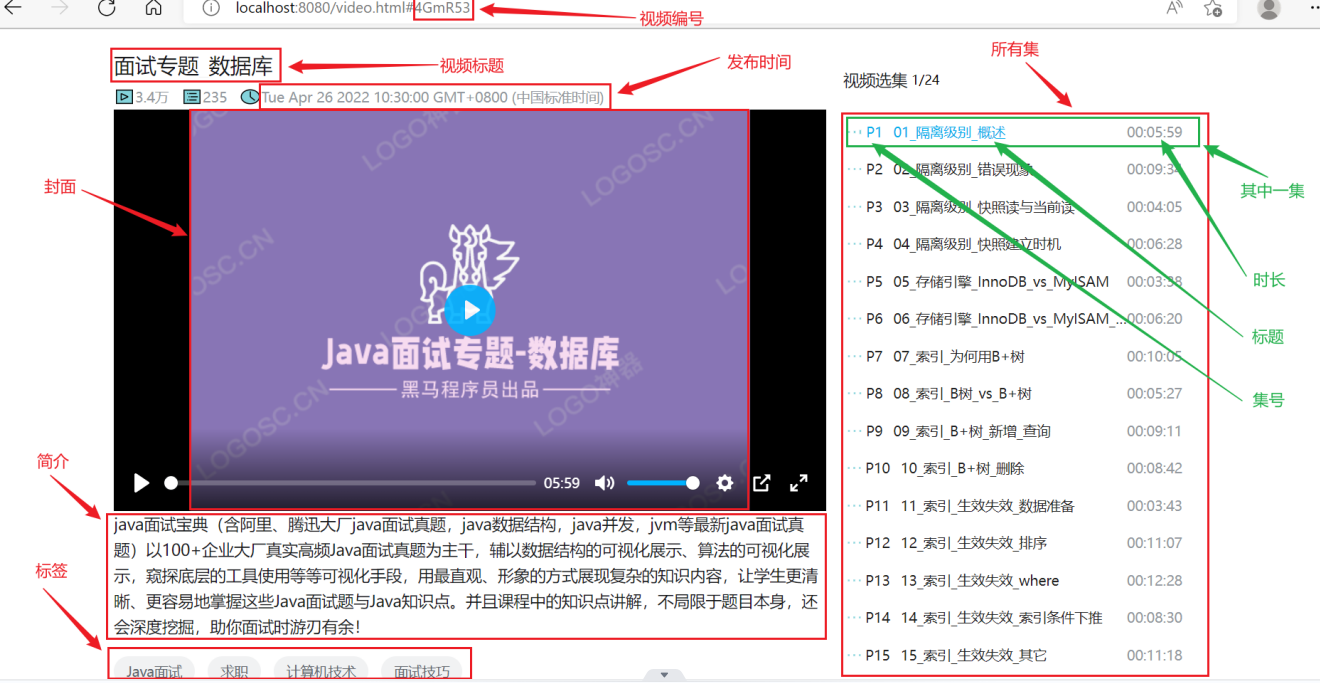 localhost:8080/video.html#4GmR53
视频编号
面试专题 数据库
视频标题
发布时间
所有集
3.4万 235 Tue Apr 26 2022 10:30:00 GMT+0800 (中国标准时间)
视频选集 1/24
封面
LOGO神
LOGOSC.CN
OSC.CN
LOGOSC.CN
LOGO神器
Java面试专题-数据库
黑马程序员出品
05:59
P1 01_隔离级别_概述 00:05:59
P2 02_隔离级别_错误现象 00:09:34
P3 03_隔离级别_快照读与当前读 00:04:05
P4 04_隔离级别_快照建立时机 00:06:28
P5 05_存储引擎_InnoDB_vs_MyISAM 00:03:38
P6 06_存储引擎_InnoDB_vs_MyISAM_... 00:06:20
P7 07_索引_为何用B+树 00:10:05
P8 08_索引_B树_vs_B+树 00:05:27
P9 09_索引_B+树_新增_查询 00:09:11
P10 10_索引_B+树_删除 00:08:42
P11 11_索引_生效失效_数据准备 00:03:43
P12 12_索引_生效失效_排序 00:11:07
P13 13_索引_生效失效_where 00:12:28
P14 14_索引_生效失效_索引条件下推 00:08:30
P15 15_索引_生效失效_其它 00:11:18
其中一集
时长
标题
集号
简介
java面试宝典（含阿里、腾迅大厂java面试真题，java数据结构，java并发，jvm等最新java面试真
题）以100+企业大厂真实高频Java面试真题为主干，辅以数据结构的可视化展示、算法的可视化展
示，窥探底层的工具使用等等可视化手段，用最直观、形象的方式展现复杂的知识内容，让学生更清
晰、更容易地掌握这些Java面试题与Java知识点。并且课程中的知识点讲解，不局限于题目本身，还
会深度挖掘，助你面试时游刃有余！
标签
Java面试 求职 计算机技术 面试技巧